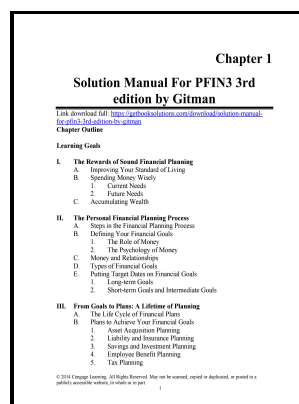 Chapter 1
Solution Manual For PFIN3 3rd
edition by Gitman
Link download full: https://getbooksolutions.com/download/solution-manual-
for-pfin3-3rd-edition-by-gitman
Chapter Outline
Learning Goals
I. The Rewards of Sound Financial Planning
A. Improving Your Standard of Living
B. Spending Money Wisely
1. Current Needs
2. Future Needs
C. Accumulating Wealth
II. The Personal Financial Planning Process
A. Steps in the Financial Planning Process
B. Defining Your Financial Goals
1. The Role of Money
2. The Psychology of Money
C. Money and Relationships
D. Types of Financial Goals
E. Putting Target Dates on Financial Goals
1. Long-term Goals
2. Short-term Goals and Intermediate Goals
III. From Goals to Plans: A Lifetime of Planning
A. The Life Cycle of Financial Plans
B. Plans to Achieve Your Financial Goals
1. Asset Acquisition Planning
2. Liability and Insurance Planning
3. Savings and Investment Planning
4. Employee Benefit Planning
5. Tax Planning
© 2014 Cengage Learning. All Rights Reserved. May not be scanned, copied or duplicated, or posted to a
publicly accessible website, in whole or in part.
1